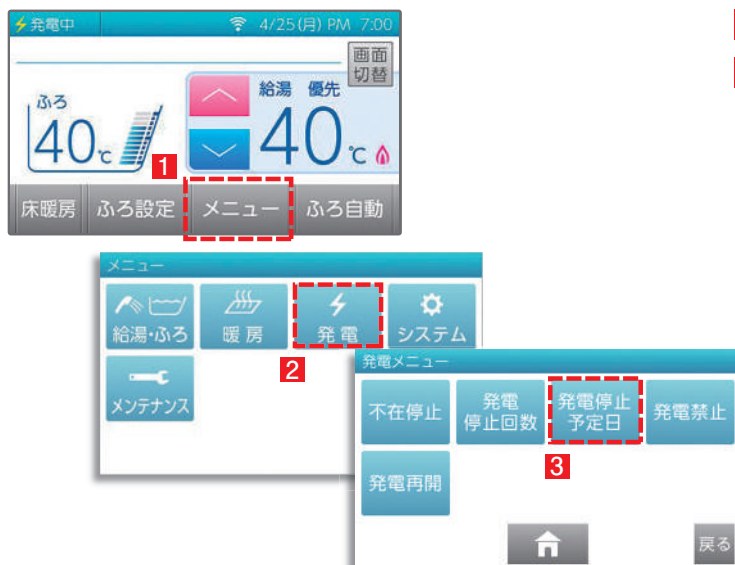 発電中 4/25(月) PM 7:00
画面
切替
ふろ
40℃
給湯 優先
40℃
1
床暖房 ふろ設定 メニュー ふろ自動
メニュー
給湯・ふろ 暖房 発電 システム
2
メンテナンス
発電メニュー
不在停止 発電停止回数 発電停止予定日 発電禁止
3
発電再開
戻る